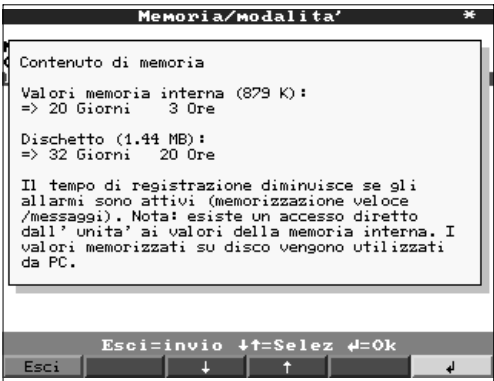 Memoria/modalita' *
Contenuto di memoria
Valori memoria interna (879 K):
=> 20 Giorni 3 Ore
Dischetto (1.44 MB):
=> 32 Giorni 20 Ore
Il tempo di registrazione diminuisce se gli
allarmi sono attivi (memorizzazione veloce
/messaggi). Nota: esiste un accesso diretto
dall' unita' ai valori della memoria interna. I
valori memorizzati su disco vengono utilizzati
da PC.
Esci=invio ↓↑=Selez ↲=Ok
Esci ↓ ↑ ↲